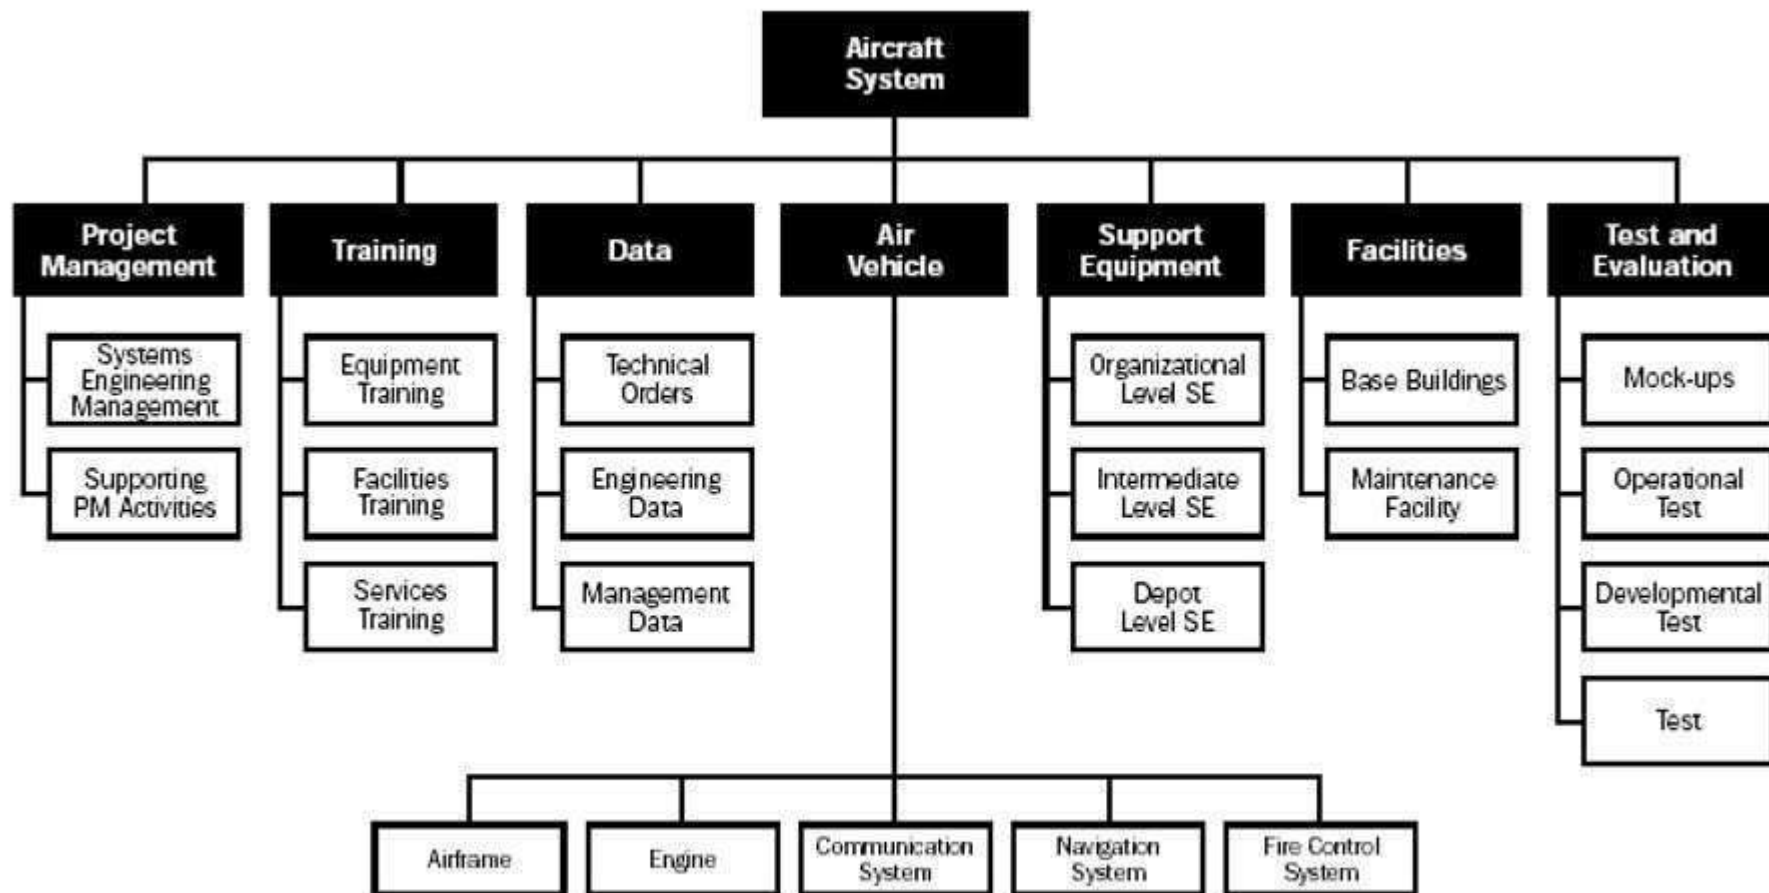 Aircraft
System
Project
Management
Training
Data
Air
Vehicle
Support
Equipment
Facilities
Test and
Evaluation
Systems
Engineering
Management
Supporting
PM Activities
Equipment
Training
Facilities
Training
Services
Training
Technical
Orders
Engineering
Data
Management
Data
Organizational
Level SE
Intermediate
Level SE
Depot
Level SE
Base Buildings
Maintenance
Facility
Mock-ups
Operational
Test
Developmental
Test
Test
Airframe
Engine
Communication
System
Navigation
System
Fire Control
System